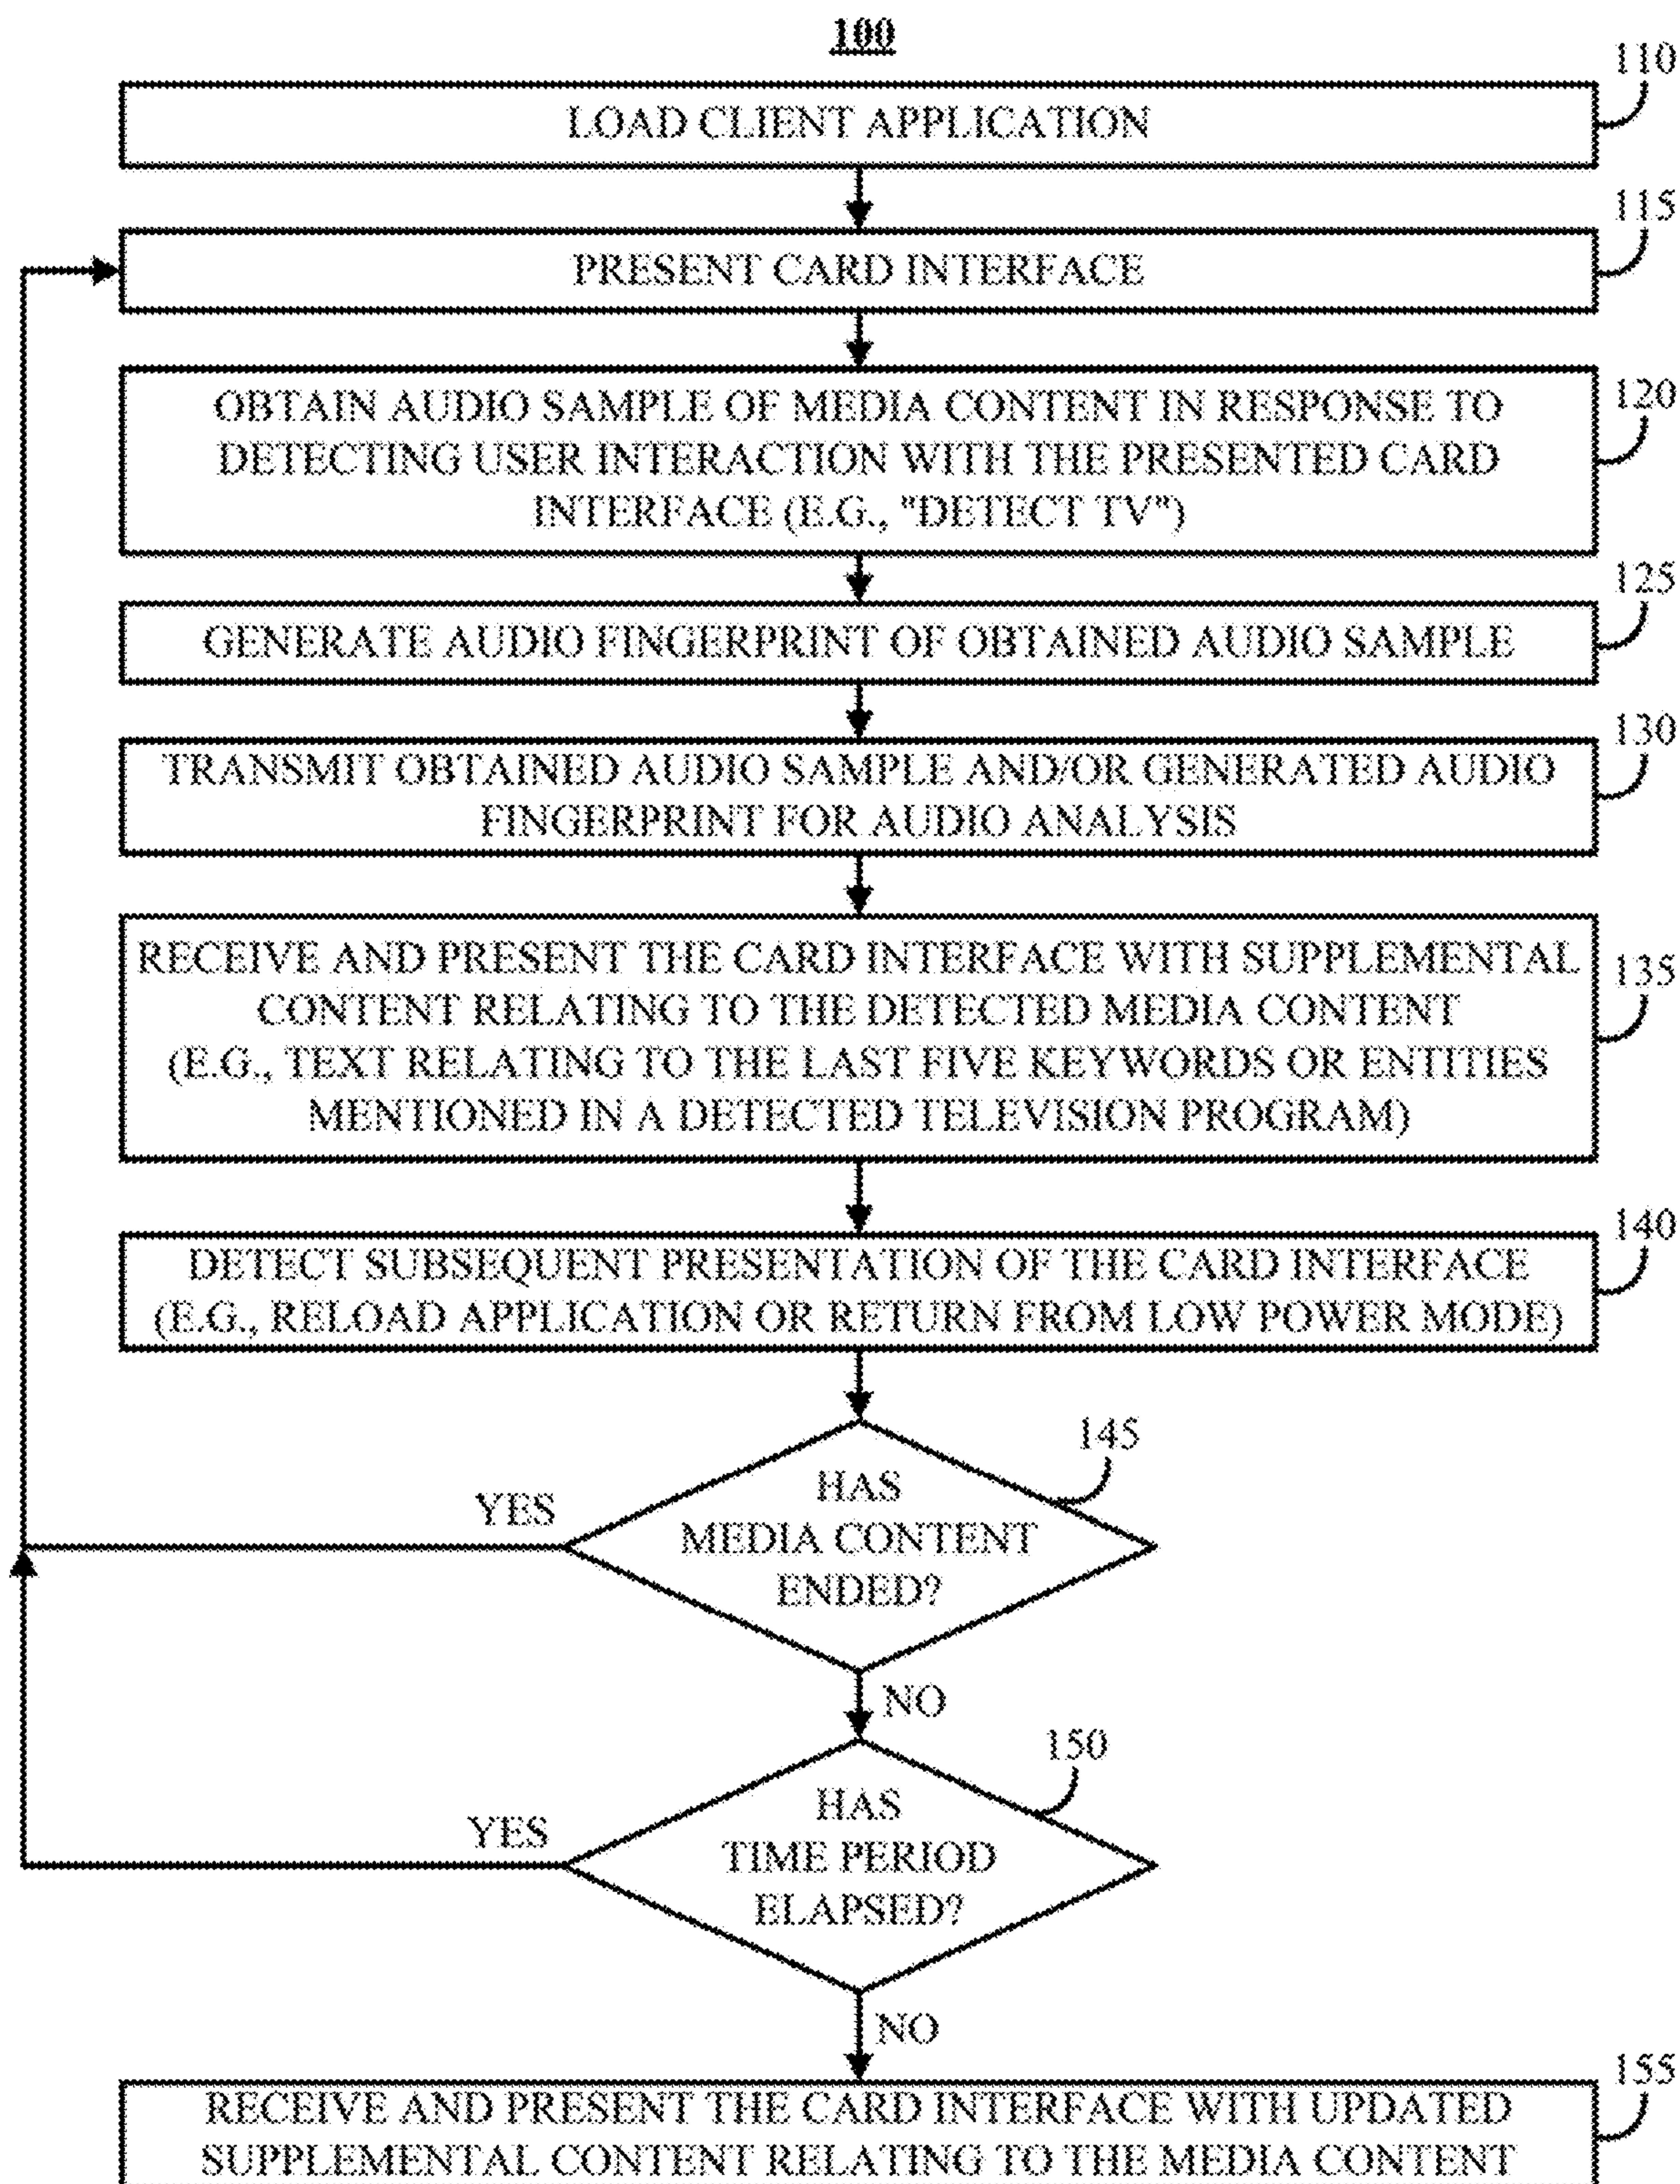 100
110
LOAD CLIENT APPLICATION
115
PRESENT CARD INTERFACE
120
OBTAIN AUDIO SAMPLE OF MEDIA CONTENT IN RESPONSE TO
DETECTING USER INTERACTION WITH THE PRESENTED CARD
INTERFACE (E.G., "DETECT TV")
125
GENERATE AUDIO FINGERPRINT OF OBTAINED AUDIO SAMPLE
130
TRANSMIT OBTAINED AUDIO SAMPLE AND/OR GENERATED AUDIO
FINGERPRINT FOR AUDIO ANALYSIS
135
RECEIVE AND PRESENT THE CARD INTERFACE WITH SUPPLEMENTAL
CONTENT RELATING TO THE DETECTED MEDIA CONTENT
(E.G., TEXT RELATING TO THE LAST FIVE KEYWORDS OR ENTITIES
MENTIONED IN A DETECTED TELEVISION PROGRAM)
140
DETECT SUBSEQUENT PRESENTATION OF THE CARD INTERFACE
(E.G., RELOAD APPLICATION OR RETURN FROM LOW POWER MODE)
145
HAS
MEDIA CONTENT
ENDED?
YES
NO
150
HAS
TIME PERIOD
ELAPSED?
YES
NO
155
RECEIVE AND PRESENT THE CARD INTERFACE WITH UPDATED
SUPPLEMENTAL CONTENT RELATING TO THE MEDIA CONTENT